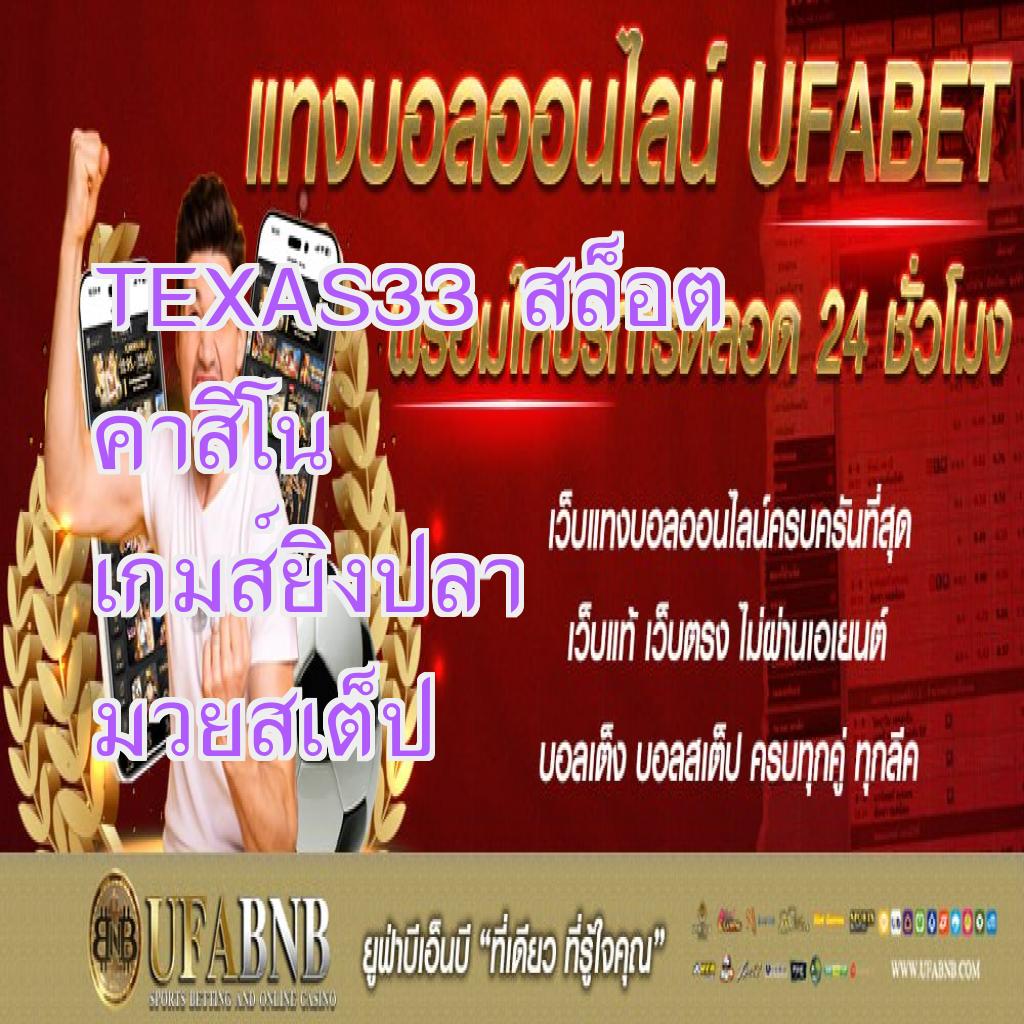 แทงบอลออนไลน์ UFABET
TEXAS33 สล็อต
พร้อมให้บริการตลอด 24 ชั่วโมง
คาสิโน
เกมส์ยิงปลา
มวยสเต็ป
เว็บแทงบอลออนไลน์ครบครันที่สุด
เว็บแท้ เว็บตรง ไม่ผ่านเอเยนต์
บอลเต็ง บอลสเต็ป ครบทุกคู่ ทุกลีค
UFABNB
SPORTS BETTING AND ONLINE CASINO
ยูฟ่าบีเอ็นบี “ที่เดียว ที่รู้ใจคุณ”
WWW.UFABNB.COM